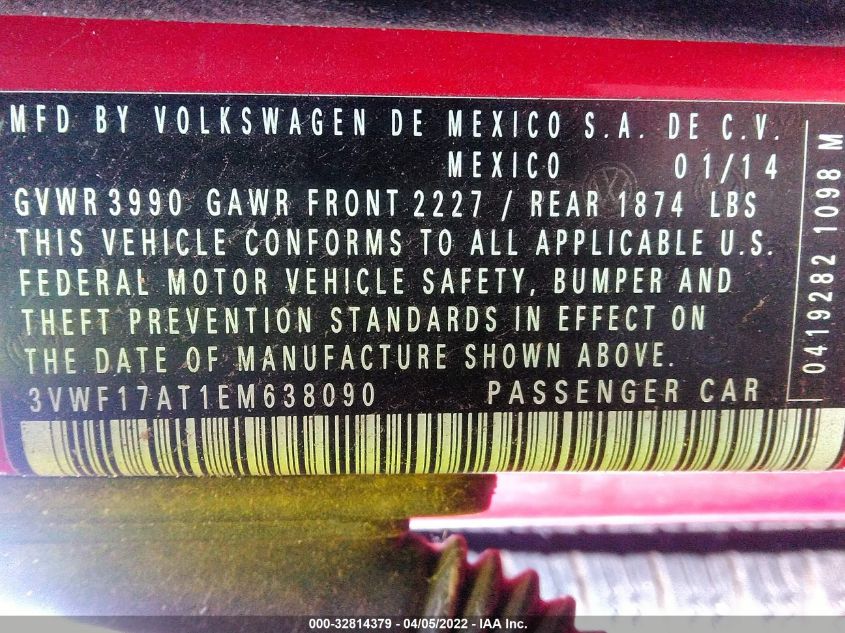 MFD BY VOLKSWAGEN DE MEXICO S.A. DE C.V.
MEXICO 01/14
GVWR 3990 GAWR FRONT 2227 / REAR 1874 LBS
THIS VEHICLE CONFORMS TO ALL APPLICABLE U.S.
FEDERAL MOTOR VEHICLE SAFETY, BUMPER AND
THEFT PREVENTION STANDARDS IN EFFECT ON
THE DATE OF MANUFACTURE SHOWN ABOVE.
3VWF17AT1EM638090 PASSENGER CAR
0419282 1098 M
000-32814379 - 04/05/2022 - IAA Inc.